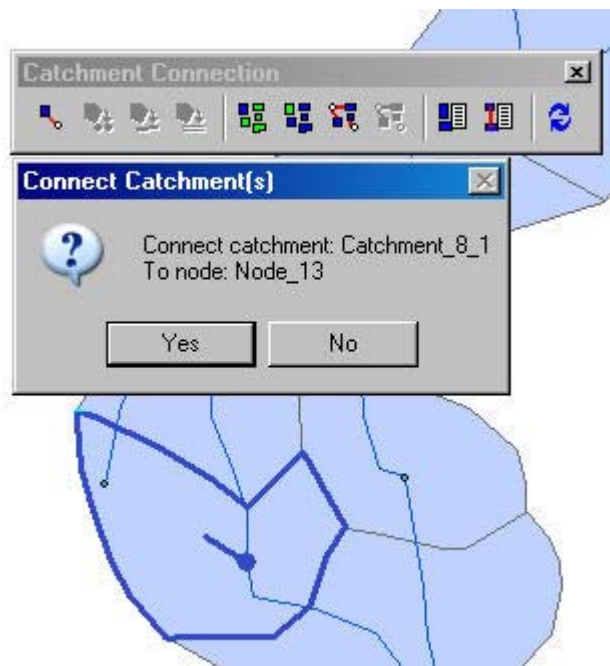 Catchment Connection
Connect Catchment(s)
Connect catchment: Catchment_8_1
To node: Node_13
Yes
No